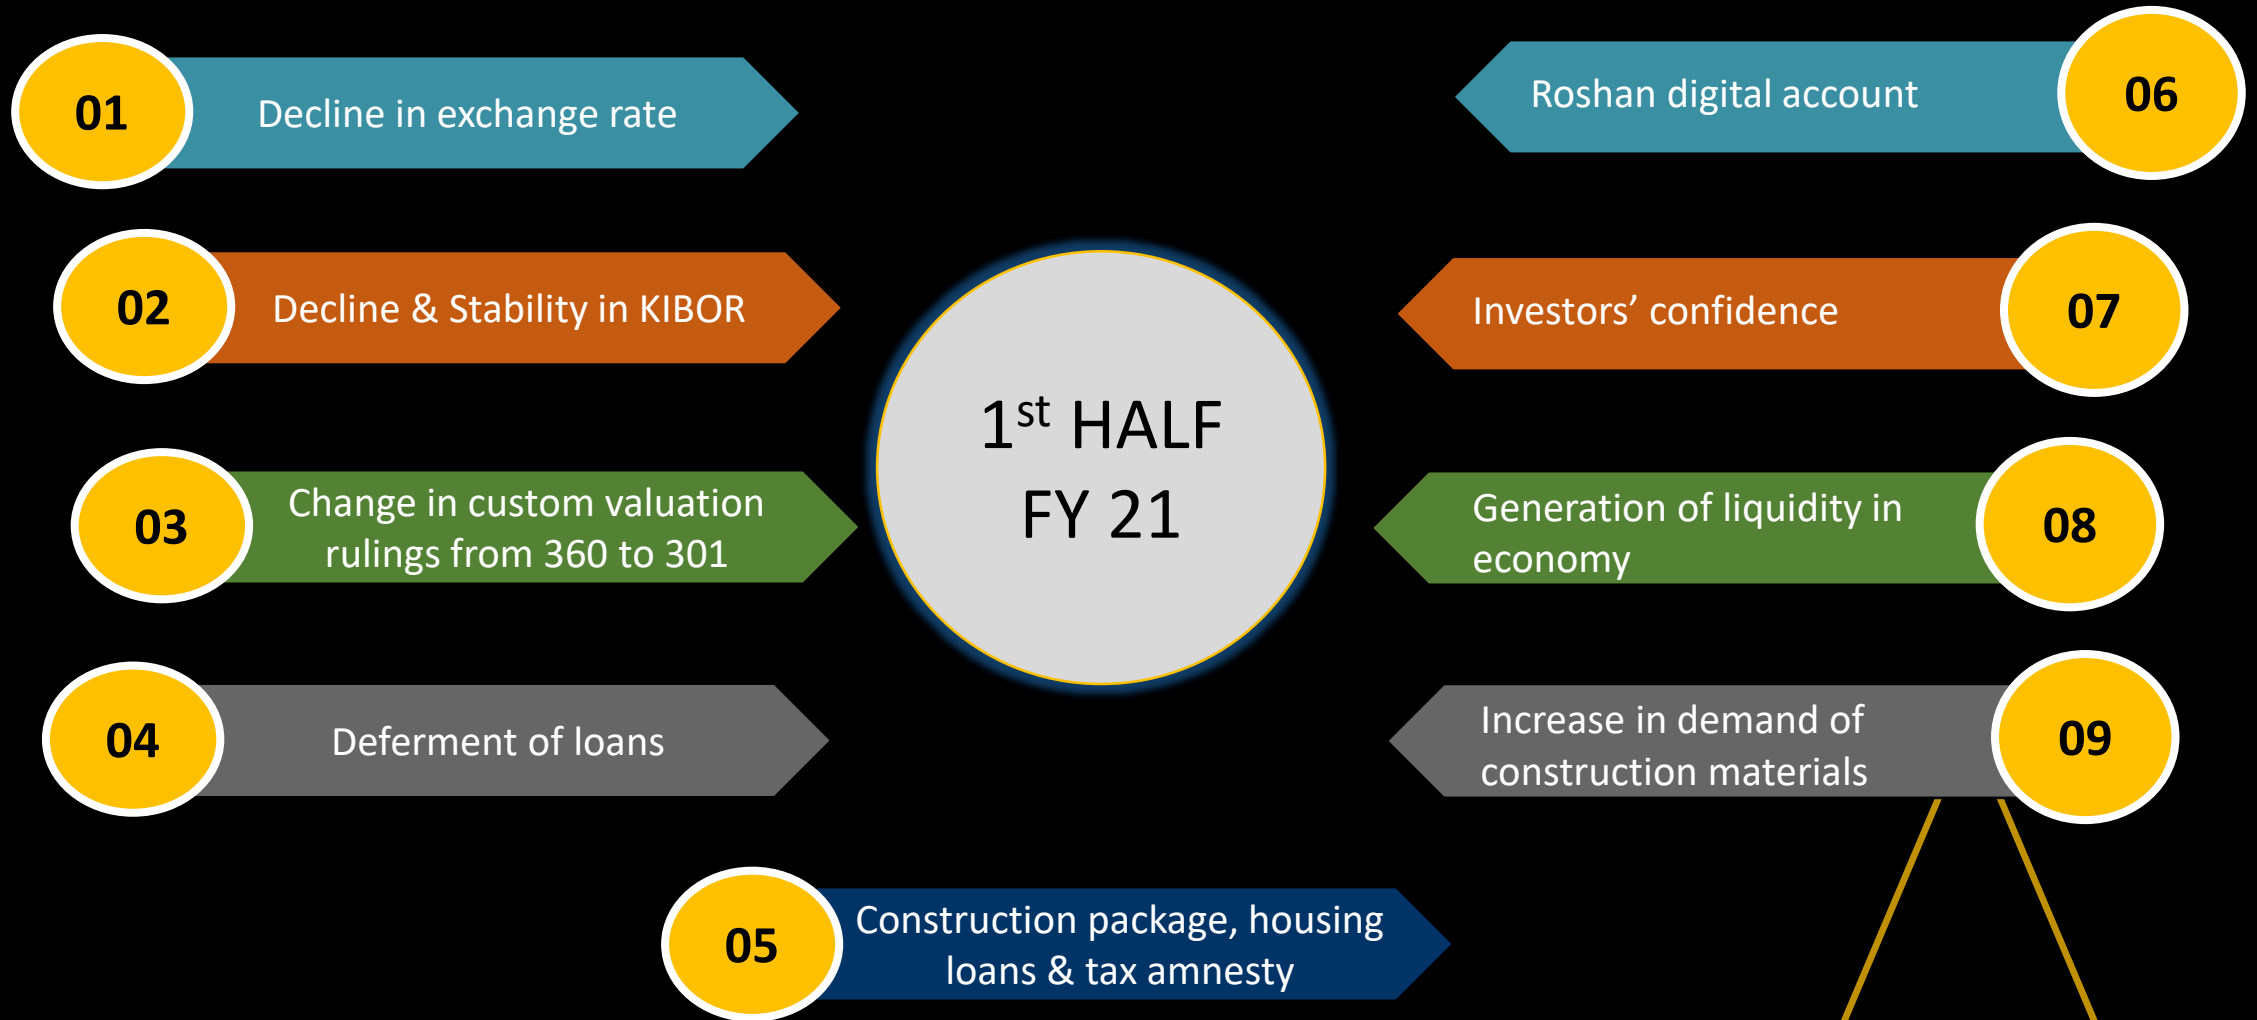 01
Decline in exchange rate
02
Decline & Stability in KIBOR
03
Change in custom valuation
rulings from 360 to 301
04
Deferment of loans
05
Construction package, housing
loans & tax amnesty
1st HALF
FY 21
Roshan digital account
06
Investors’ confidence
07
Generation of liquidity in
economy
08
Increase in demand of
construction materials
09